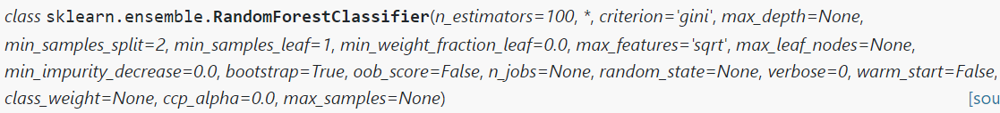 class sklearn.ensemble.RandomForestClassifier(n_estimators=100, *, criterion='gini', max_depth=None,
min_samples_split=2, min_samples_leaf=1, min_weight_fraction_leaf=0.0, max_features='sqrt', max_leaf_nodes=None,
min_impurity_decrease=0.0, bootstrap=True, oob_score=False, n_jobs=None, random_state=None, verbose=0, warm_start=False,
class_weight=None, ccp_alpha=0.0, max_samples=None) [sou